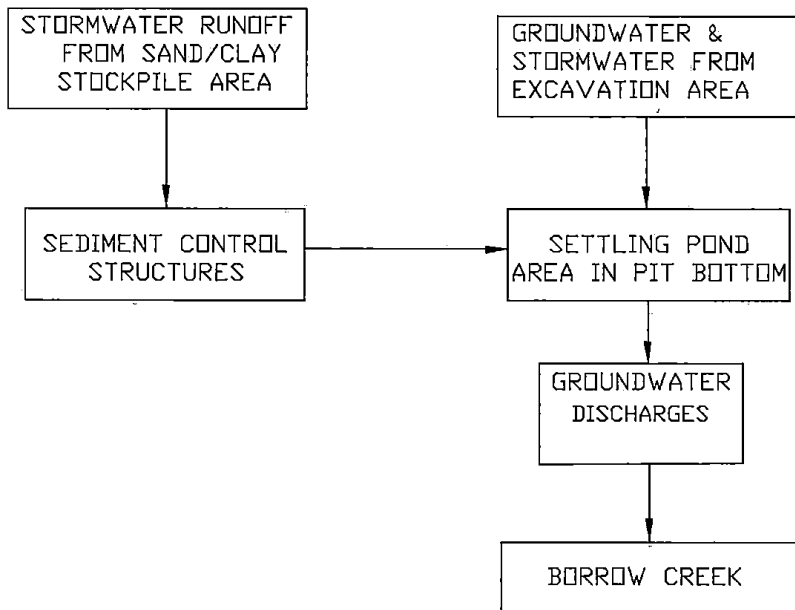 STORMWATER RUNOFF
FROM SAND/CLAY
STOCKPILE AREA
GROUNDWATER &
STORMWATER FROM
EXCAVATION AREA
SEDIMENT CONTROL
STRUCTURES
SETTLING POND
AREA IN PIT BOTTOM
GROUNDWATER
DISCHARGES
BORROW CREEK